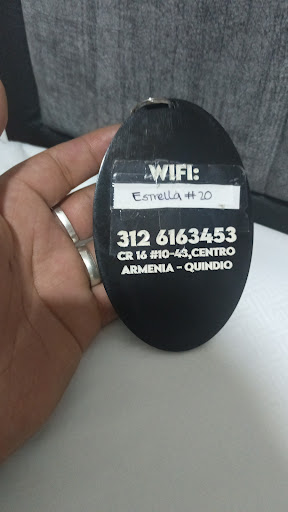 WIFI:
Estrella #20
312 6163453
CR 16 #10-43,CENTRO
ARMENIA - QUINDIO